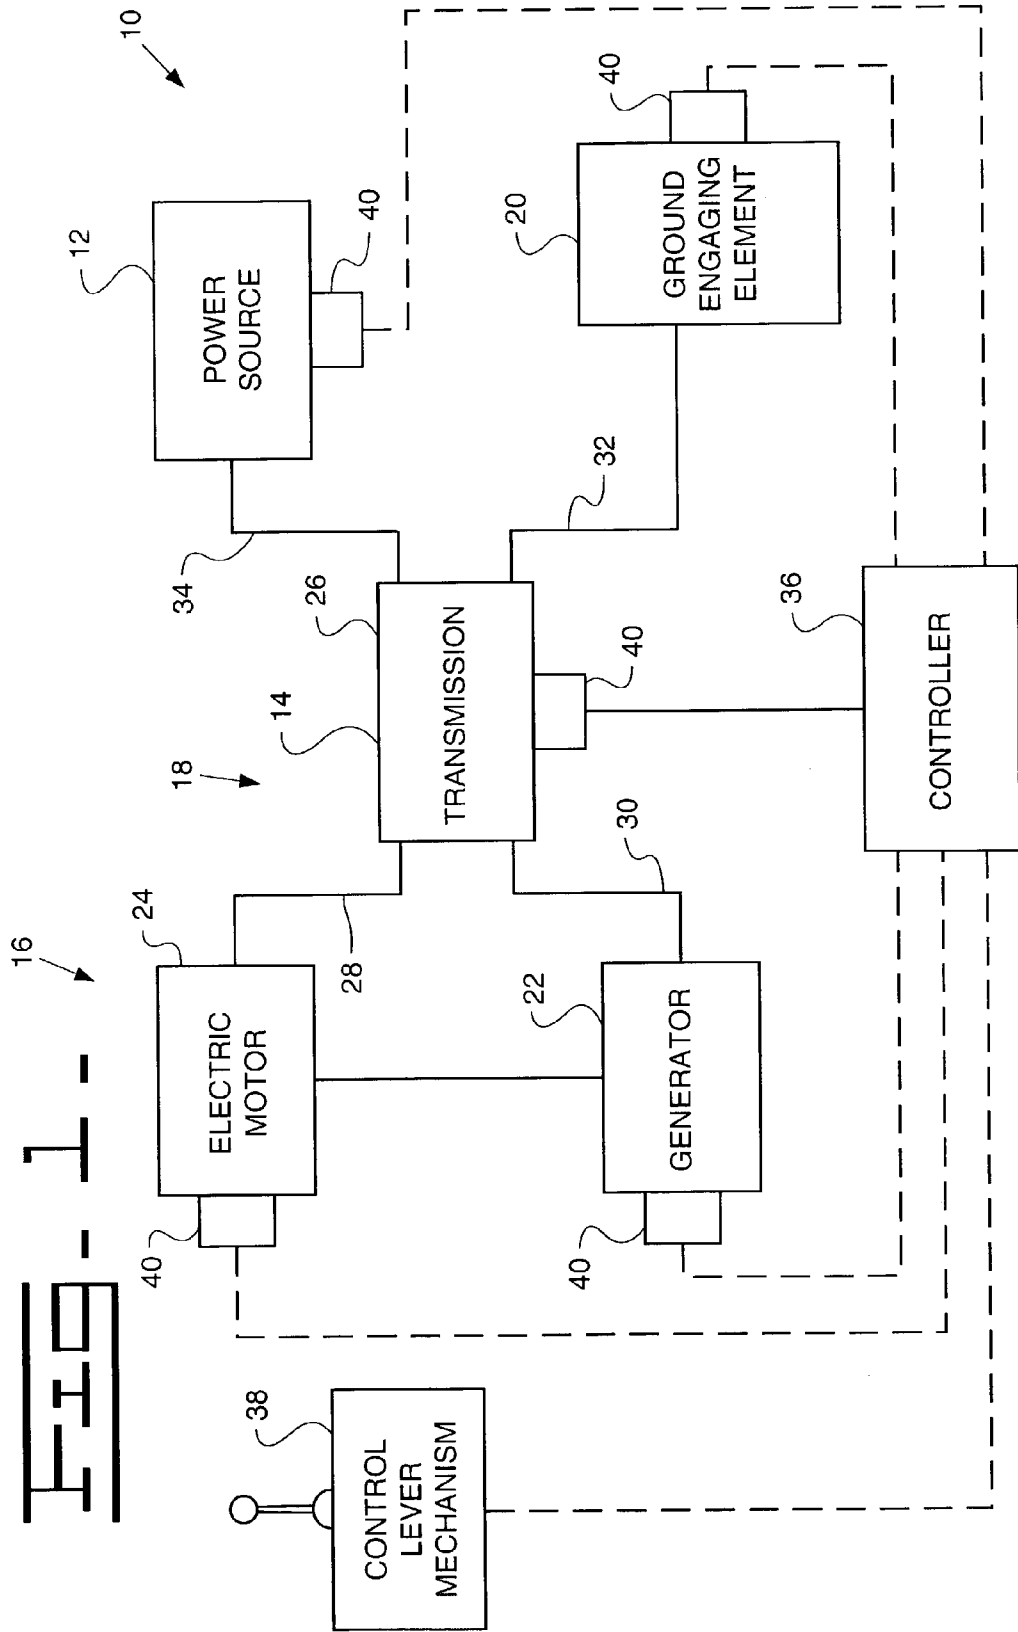 FIG-1-
16
18
10
24
ELECTRIC
MOTOR
40
28
14
26
TRANSMISSION
40
34
12
POWER
SOURCE
40
38
CONTROL
LEVER
MECHANISM
22
GENERATOR
40
30
32
20
GROUND
ENGAGING
ELEMENT
40
36
CONTROLLER